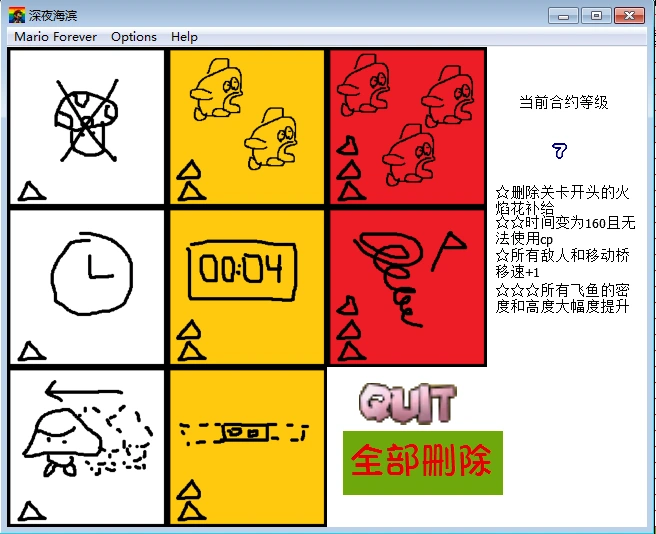 深夜海滨
Mario Forever Options Help
当前合约等级
7
☆删除关卡开头的火
焰花补给
☆☆时间变为160且无
法使用cp
☆所有敌人和移动桥
移速+1
☆☆☆所有飞鱼的密
度和高度大幅度提升
00:04
QUIT
全部删除